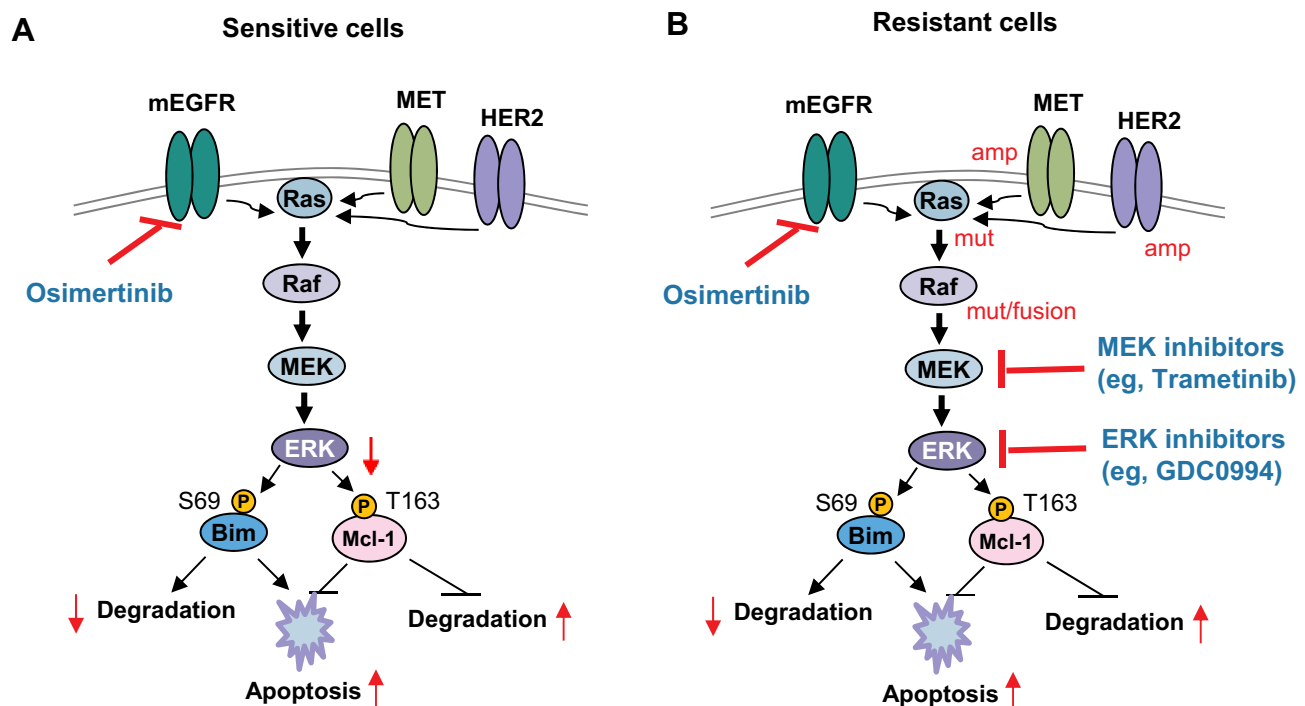 A
Sensitive cells
mEGFR
MET
HER2
Ras
Osimertinib
Raf
MEK
ERK
S69
P
P
T163
Bim
Mcl-1
Degradation
Degradation
Apoptosis
B
Resistant cells
mEGFR
MET
HER2
amp
Ras
mut
amp
Osimertinib
Raf
mut/fusion
MEK
MEK inhibitors
(eg, Trametinib)
ERK
ERK inhibitors
(eg, GDC0994)
S69
P
P
T163
Bim
Mcl-1
Degradation
Degradation
Apoptosis